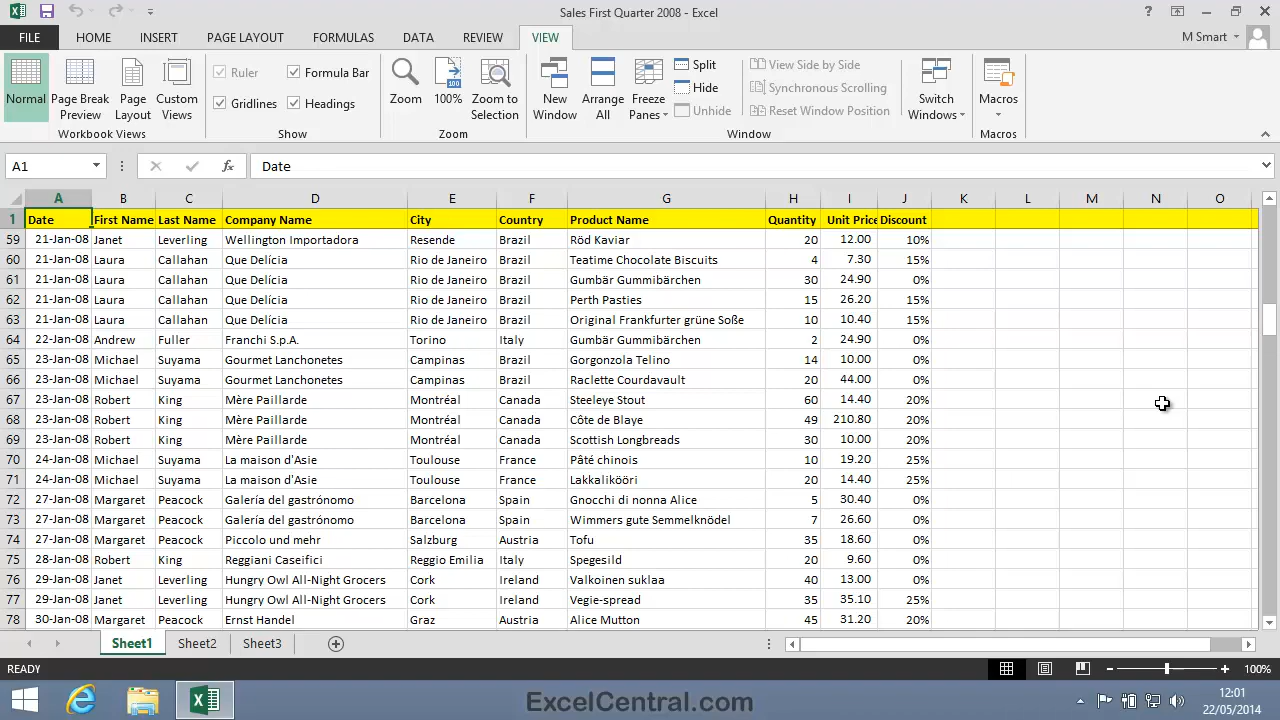 Sales First Quarter 2008 - Excel
FILE HOME INSERT PAGE LAYOUT FORMULAS DATA REVIEW VIEW M Smart
Normal Page Break Preview Page Layout Custom Views
Ruler Formula Bar
Gridlines Headings
Zoom 100% Zoom to Selection
New Window Arrange All Freeze Panes
Split
Hide
Unhide
View Side by Side
Synchronous Scrolling
Reset Window Position
Switch Windows Macros
Workbook Views Show Zoom Window Macros
A1 fx Date
A B C D E F G H I J K L M N O
1 Date First Name Last Name Company Name City Country Product Name Quantity Unit Price Discount
59 21-Jan-08 Janet Leverling Wellington Importadora Resende Brazil Röd Kaviar 20 12.00 10%
60 21-Jan-08 Laura Callahan Que Delícia Rio de Janeiro Brazil Teatime Chocolate Biscuits 4 7.30 15%
61 21-Jan-08 Laura Callahan Que Delícia Rio de Janeiro Brazil Gumbär Gummibärchen 30 24.90 0%
62 21-Jan-08 Laura Callahan Que Delícia Rio de Janeiro Brazil Perth Pasties 15 26.20 15%
63 21-Jan-08 Laura Callahan Que Delícia Rio de Janeiro Brazil Original Frankfurter grüne Soße 10 10.40 15%
64 22-Jan-08 Andrew Fuller Franchi S.p.A. Torino Italy Gumbär Gummibärchen 2 24.90 0%
65 23-Jan-08 Michael Suyama Gourmet Lanchonetes Campinas Brazil Gorgonzola Telino 14 10.00 0%
66 23-Jan-08 Michael Suyama Gourmet Lanchonetes Campinas Brazil Raclette Courdavault 20 44.00 0%
67 23-Jan-08 Robert King Mère Paillarde Montréal Canada Steeleye Stout 60 14.40 20%
68 23-Jan-08 Robert King Mère Paillarde Montréal Canada Côte de Blaye 49 210.80 20%
69 23-Jan-08 Robert King Mère Paillarde Montréal Canada Scottish Longbreads 30 10.00 20%
70 24-Jan-08 Michael Suyama La maison d'Asie Toulouse France Pâté chinois 10 19.20 25%
71 24-Jan-08 Michael Suyama La maison d'Asie Toulouse France Lakkalikööri 20 14.40 25%
72 27-Jan-08 Margaret Peacock Galería del gastrónomo Barcelona Spain Gnocchi di nonna Alice 5 30.40 0%
73 27-Jan-08 Margaret Peacock Galería del gastrónomo Barcelona Spain Wimmers gute Semmelknödel 7 26.60 0%
74 27-Jan-08 Margaret Peacock Piccolo und mehr Salzburg Austria Tofu 35 18.60 0%
75 28-Jan-08 Robert King Reggiani Caseifici Reggio Emilia Italy Spegesild 20 9.60 0%
76 29-Jan-08 Janet Leverling Hungry Owl All-Night Grocers Cork Ireland Valkoinen suklaa 40 13.00 0%
77 29-Jan-08 Janet Leverling Hungry Owl All-Night Grocers Cork Ireland Vegie-spread 35 35.10 25%
78 30-Jan-08 Margaret Peacock Ernst Handel Graz Austria Alice Mutton 45 31.20 20%
Sheet1 Sheet2 Sheet3
READY 100%
ExcelCentral.com
12:01
22/05/2014